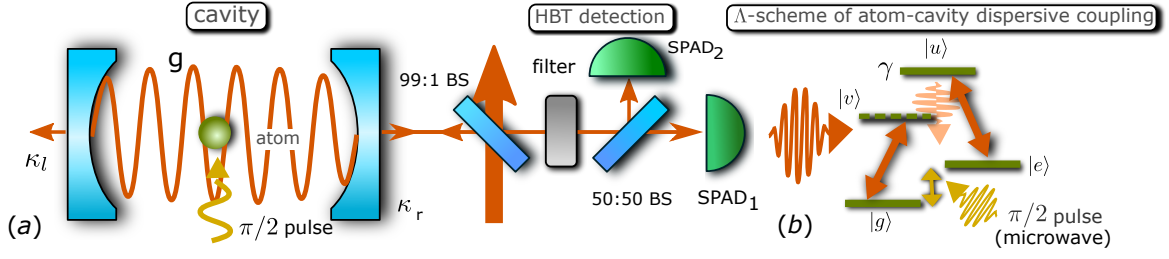 cavity
HBT detection
Λ-scheme of atom-cavity dispersive coupling
g
99:1 BS
filter
SPAD2
|u⟩
γ
|v⟩
atom
κl
κr
|e⟩
SPAD1
50:50 BS
|g⟩
(a)
π/2 pulse
(b)
π/2 pulse
(microwave)